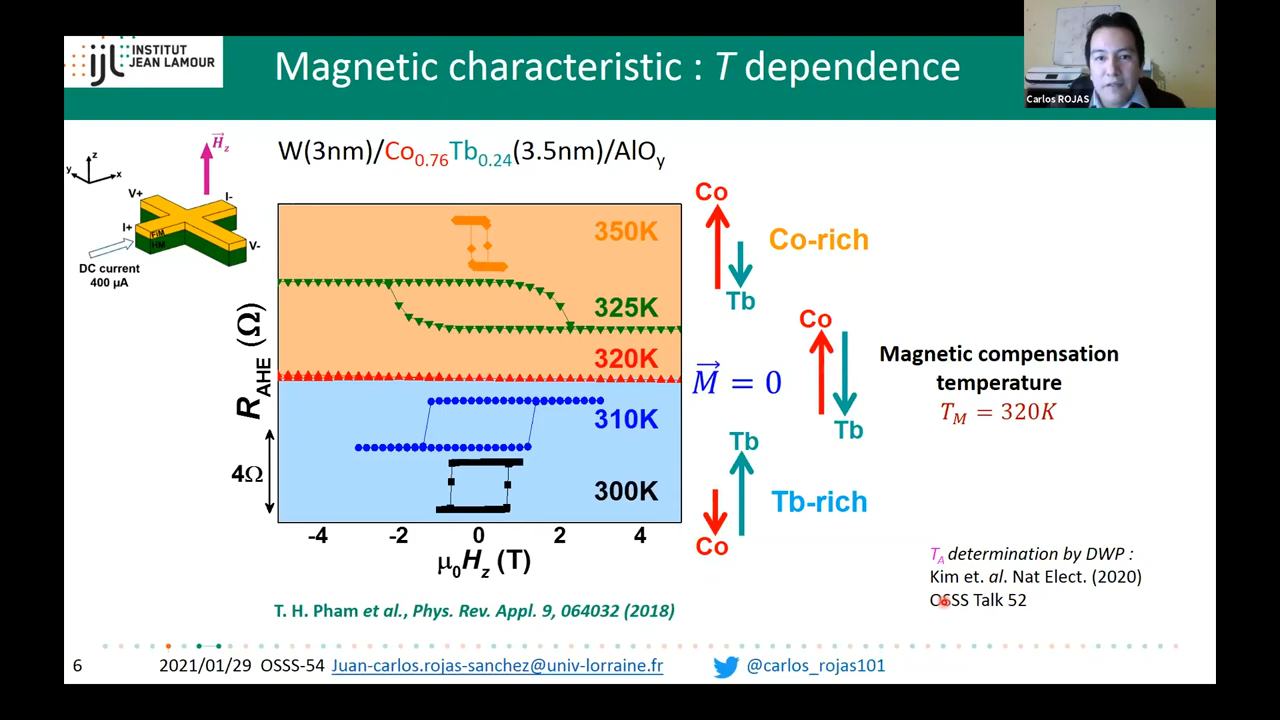 INSTITUT
JEAN LAMOUR
ijl
Magnetic characteristic : T dependence
Carlos ROJAS
W(3nm)/Co0.76Tb0.24(3.5nm)/AlOy
z
y
x
H⃗z
V+
I-
I+
FiM
HM
V-
DC current
400 µA
RAHE (Ω)
4Ω
350K
325K
320K
310K
300K
-4 -2 0 2 4
µ0Hz (T)
Co
Tb
Co-rich
M⃗ = 0
Co
Tb
Magnetic compensation
temperature
TM = 320K
Tb
Co
Tb-rich
TA determination by DWP :
Kim et. al. Nat Elect. (2020)
OSSS Talk 52
T. H. Pham et al., Phys. Rev. Appl. 9, 064032 (2018)
6 2021/01/29 OSSS-54 Juan-carlos.rojas-sanchez@univ-lorraine.fr @carlos_rojas101